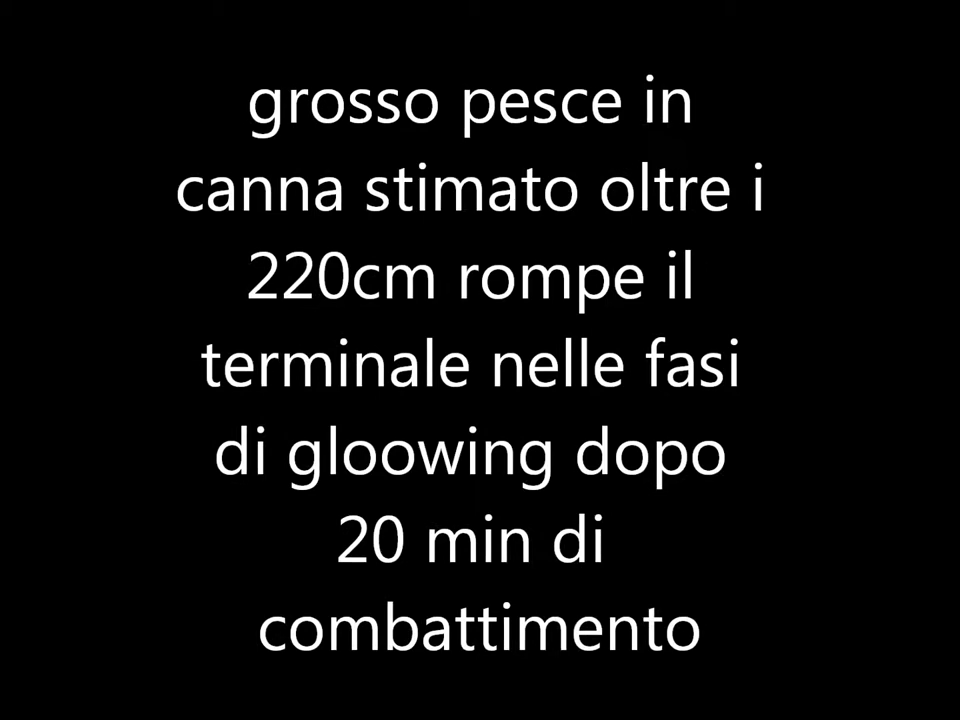 grosso pesce in
canna stimato oltre i
220cm rompe il
terminale nelle fasi
di gloowing dopo
20 min di
combattimento